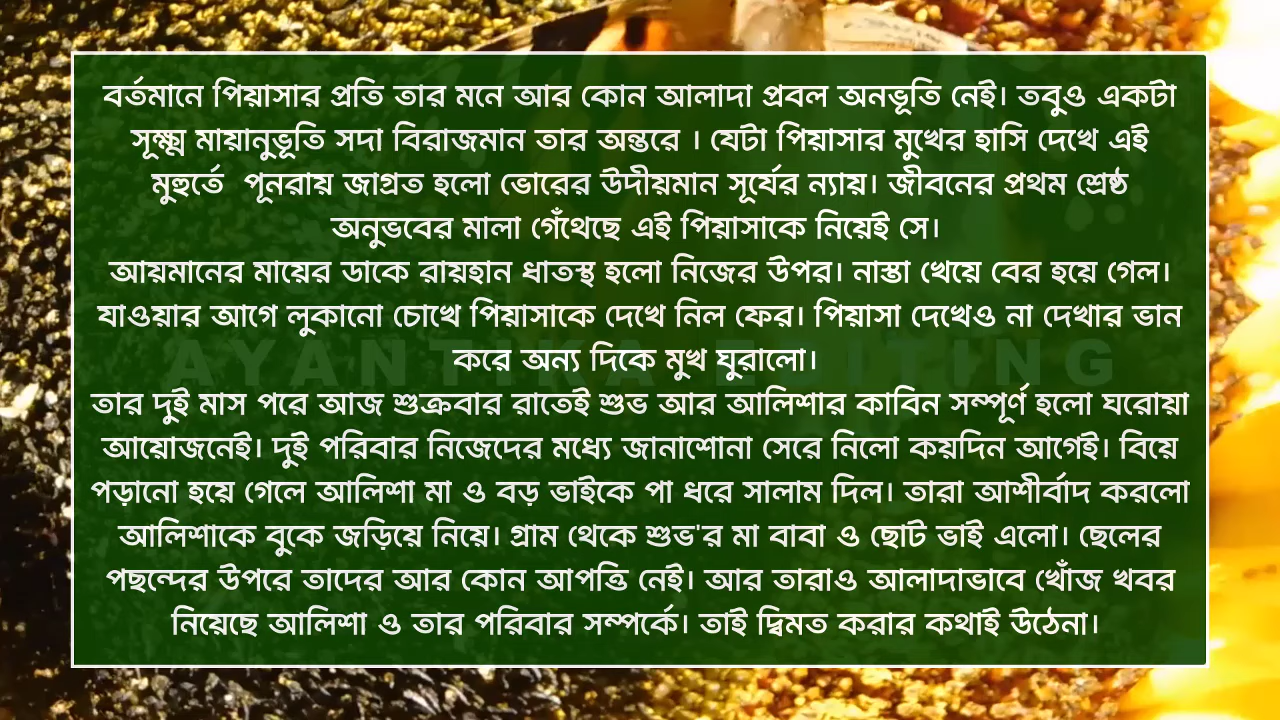 বর্তমানে পিয়াসার প্রতি তার মনে আর কোন আলাদা প্রবল অনভূতি নেই। তবুও একটা
সূক্ষ্ম মায়ানুভূতি সদা বিরাজমান তার অন্তরে । যেটা পিয়াসার মুখের হাসি দেখে এই
মুহুর্তে  পূনরায় জাগ্রত হলো ভোরের উদীয়মান সূর্যের ন্যায়। জীবনের প্রথম শ্রেষ্ঠ
অনুভবের মালা গেঁথেছে এই পিয়াসাকে নিয়েই সে।
আয়মানের মায়ের ডাকে রায়হান ধাতস্থ হলো নিজের উপর। নাস্তা খেয়ে বের হয়ে গেল।
যাওয়ার আগে লুকানো চোখে পিয়াসাকে দেখে নিল ফের। পিয়াসা দেখেও না দেখার ভান
করে অন্য দিকে মুখ ঘুরালো।
AYANTIKA EDITING
তার দুই মাস পরে আজ শুক্রবার রাতেই শুভ আর আলিশার কাবিন সম্পূর্ণ হলো ঘরোয়া
আয়োজনেই। দুই পরিবার নিজেদের মধ্যে জানাশোনা সেরে নিলো কয়দিন আগেই। বিয়ে
পড়ানো হয়ে গেলে আলিশা মা ও বড় ভাইকে পা ধরে সালাম দিল। তারা আশীর্বাদ করলো
আলিশাকে বুকে জড়িয়ে নিয়ে। গ্রাম থেকে শুভ'র মা বাবা ও ছোট ভাই এলো। ছেলের
পছন্দের উপরে তাদের আর কোন আপত্তি নেই। আর তারাও আলাদাভাবে খোঁজ খবর
নিয়েছে আলিশা ও তার পরিবার সম্পর্কে। তাই দ্বিমত করার কথাই উঠেনা।